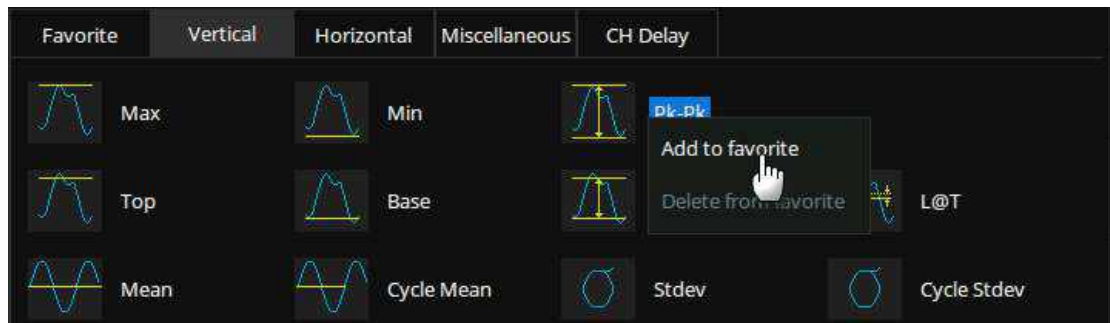 Favorite Vertical Horizontal Miscellaneous CH Delay
Max Min Pk-Pk
Add to favorite
Top Base Delete from favorite L@T
Mean Cycle Mean Stdev Cycle Stdev